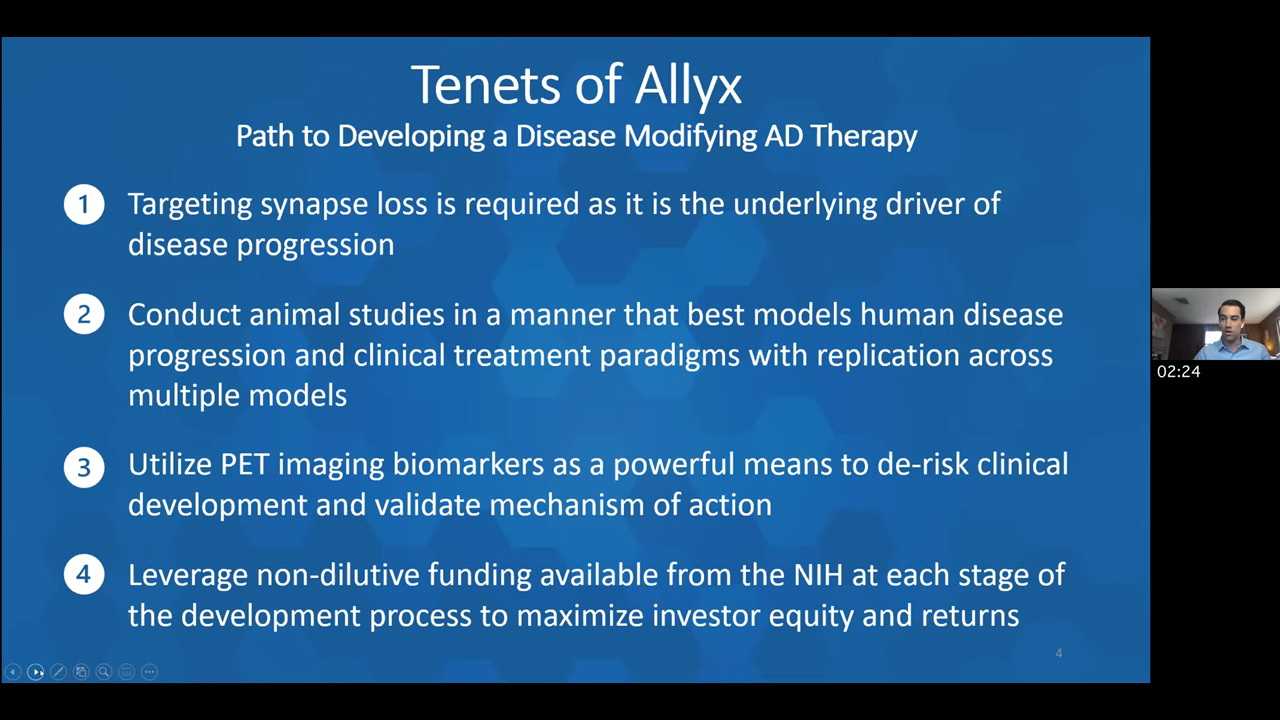 Tenets of Allyx
Path to Developing a Disease Modifying AD Therapy
1
Targeting synapse loss is required as it is the underlying driver of
disease progression
2
Conduct animal studies in a manner that best models human disease
progression and clinical treatment paradigms with replication across
multiple models
3
Utilize PET imaging biomarkers as a powerful means to de-risk clinical
development and validate mechanism of action
4
Leverage non-dilutive funding available from the NIH at each stage of
the development process to maximize investor equity and returns
4
02:24